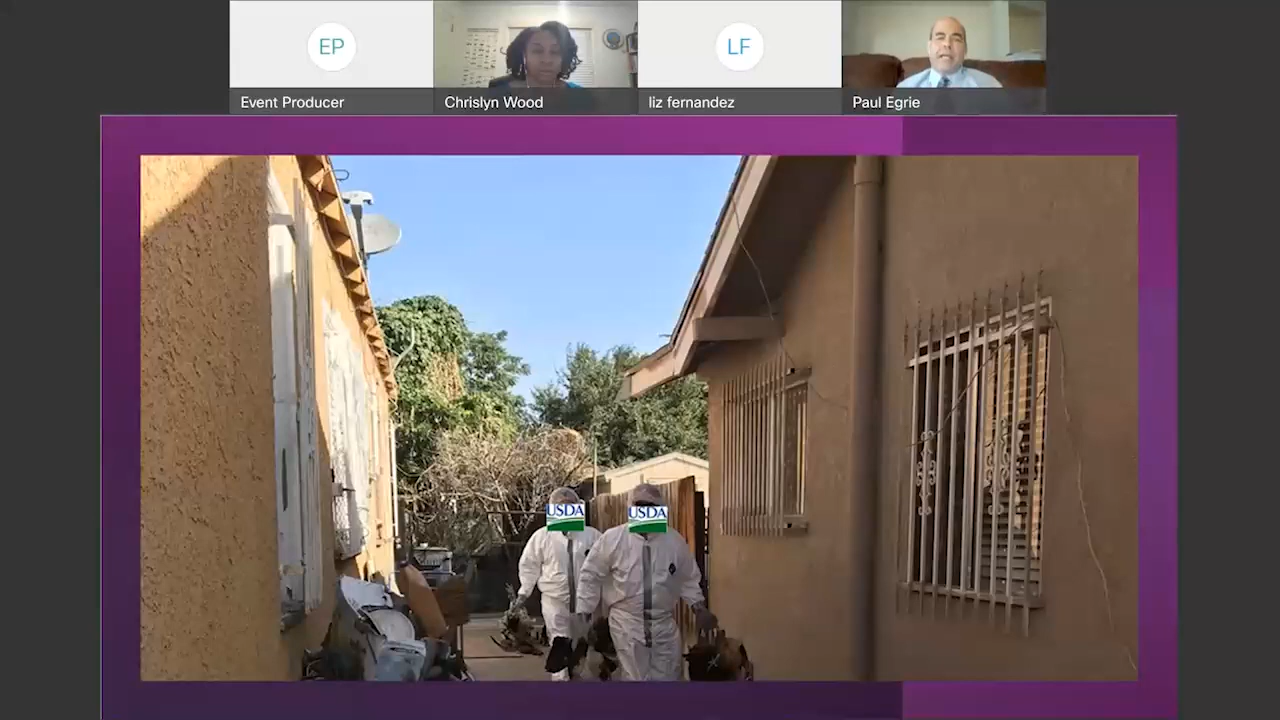 EP
LF
Event Producer
Chrislyn Wood
liz fernandez
Paul Egrie
USDA
USDA